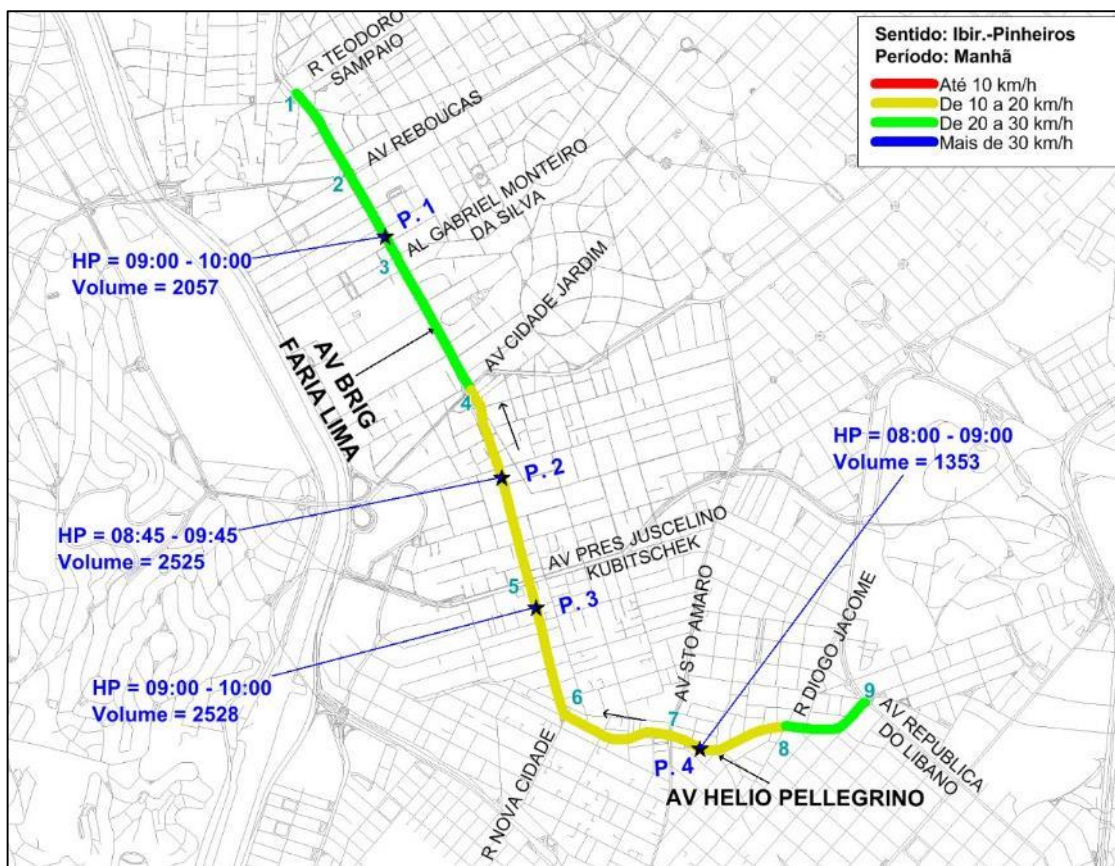 Sentido: Ibir.-Pinheiros
Período: Manhã
Até 10 km/h
De 10 a 20 km/h
De 20 a 30 km/h
Mais de 30 km/h
R TEODORO
SAMPAIO
1
AV REBOUCAS
2
P. 1
AL GABRIEL MONTEIRO
DA SILVA
3
HP = 09:00 - 10:00
Volume = 2057
AV BRIG
FARIA LIMA
AV CIDADE JARDIM
4
HP = 08:00 - 09:00
Volume = 1353
P. 2
HP = 08:45 - 09:45
Volume = 2525
AV PRES JUSCELINO
KUBITSCHEK
5
P. 3
HP = 09:00 - 10:00
Volume = 2528
AV STO AMARO
R DIOGO JACOME
6
7
8
9
AV REPUBLICA
DO LIBANO
P. 4
R NOVA CIDADE
AV HELIO PELLEGRINO